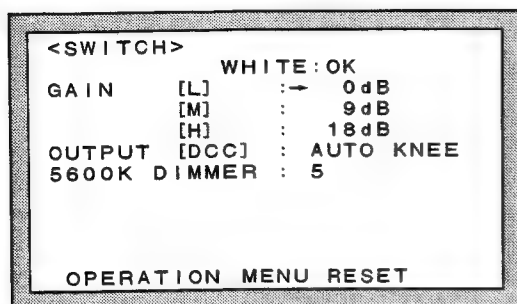 <SWITCH>
WHITE:OK
GAIN [L] :→ 0dB
[M] : 9dB
[H] : 18dB
OUTPUT [DCC] : AUTO KNEE
5600K DIMMER : 5
OPERATION MENU RESET